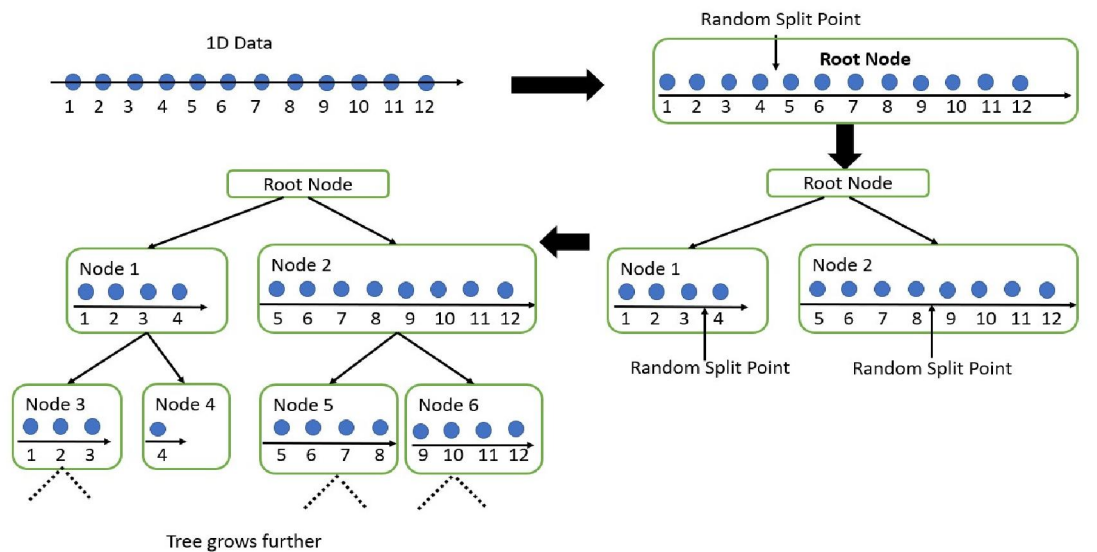 1D Data
1 2 3 4 5 6 7 8 9 10 11 12
Random Split Point
Root Node
1 2 3 4 5 6 7 8 9 10 11 12
Root Node
Node 1
1 2 3 4
Node 2
5 6 7 8 9 10 11 12
Random Split Point
Random Split Point
Root Node
Node 1
1 2 3 4
Node 2
5 6 7 8 9 10 11 12
Node 3
1 2 3
Node 4
4
Node 5
5 6 7 8
Node 6
9 10 11 12
Tree grows further